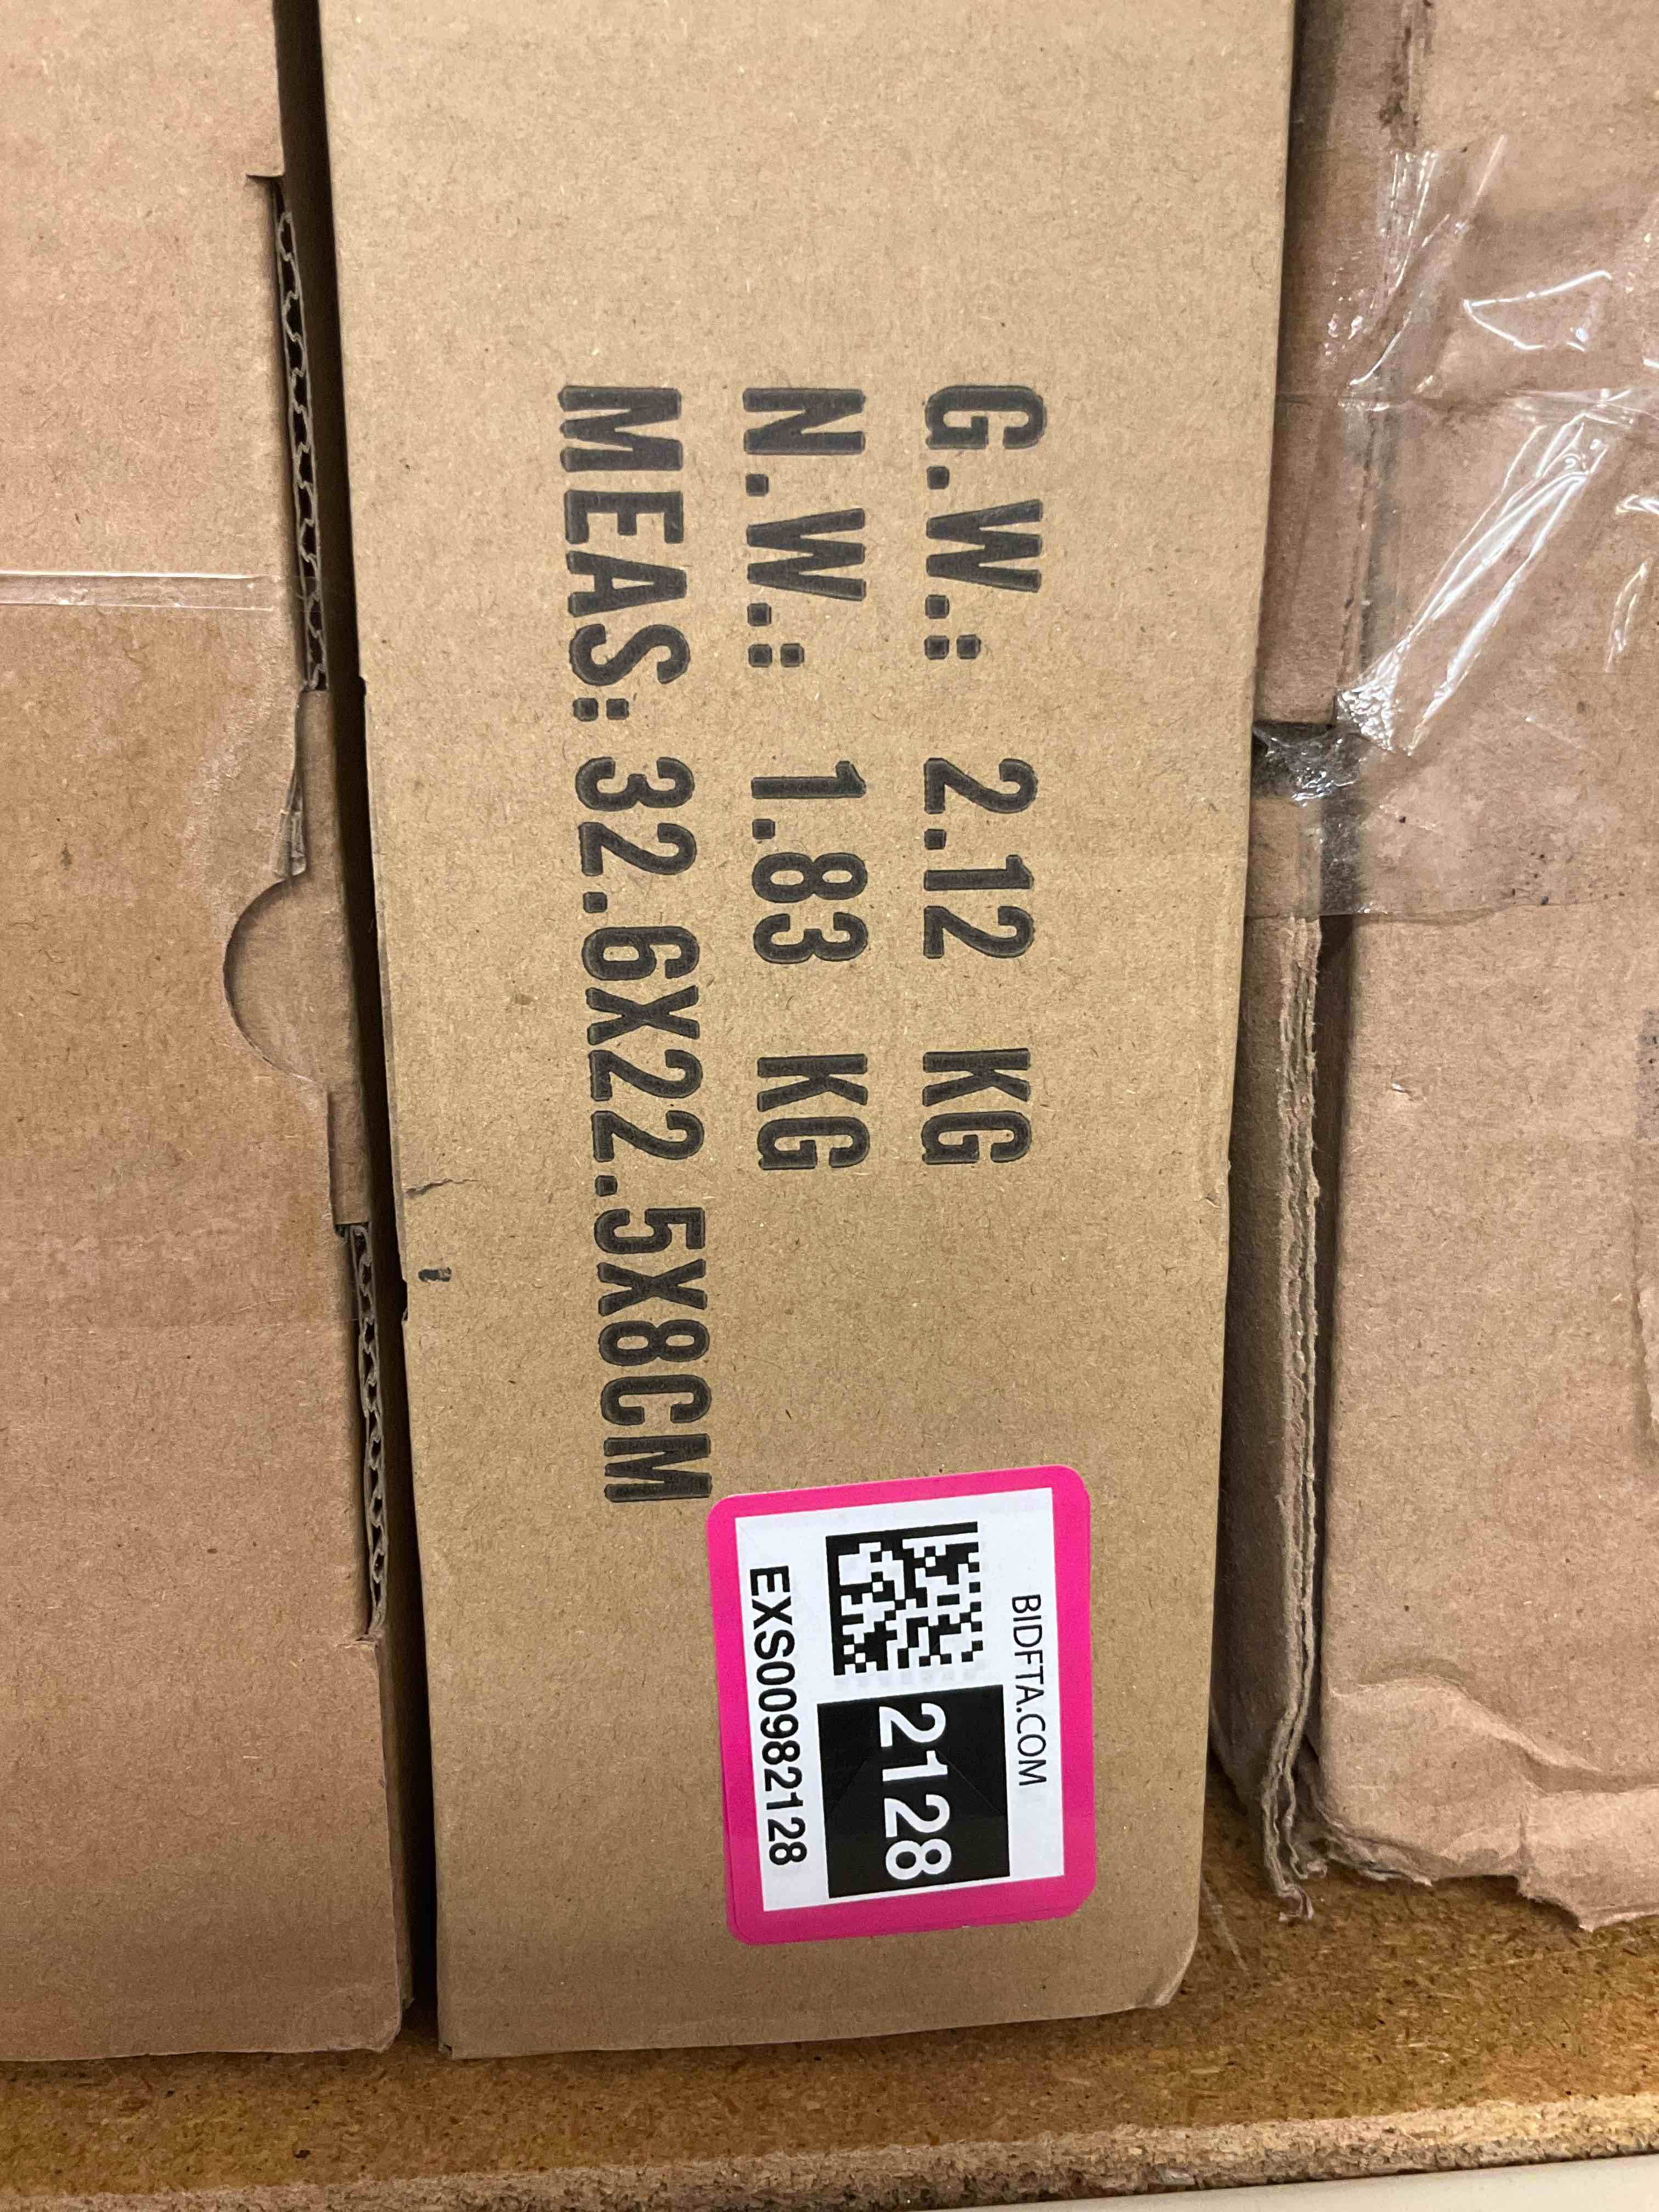 G.W.: 2.12 KG
N.W.: 1.83 KG
MEAS: 32.6X22.5X8CM
BIDFTA.COM
2128
EXS00982128